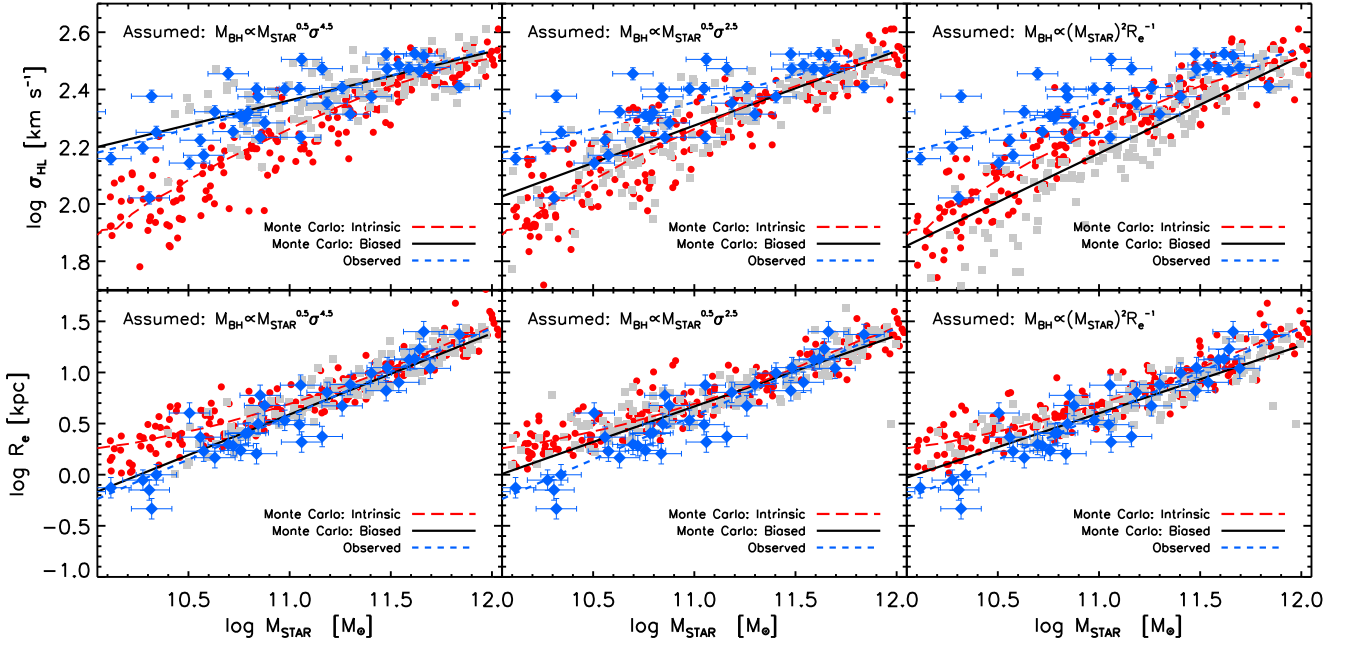 Assumed: M_BH∝M_STAR^0.5σ^4.5
Assumed: M_BH∝M_STAR^0.5σ^2.5
Assumed: M_BH∝(M_STAR)^2R_e^−1
2.6
2.4
2.2
2.0
1.8
log σ_HL [km s^−1]
Monte Carlo: Intrinsic
Monte Carlo: Biased
Observed
Monte Carlo: Intrinsic
Monte Carlo: Biased
Observed
Monte Carlo: Intrinsic
Monte Carlo: Biased
Observed
Assumed: M_BH∝M_STAR^0.5σ^4.5
Assumed: M_BH∝M_STAR^0.5σ^2.5
Assumed: M_BH∝(M_STAR)^2R_e^−1
1.5
1.0
0.5
0.0
−0.5
−1.0
log R_e [kpc]
Monte Carlo: Intrinsic
Monte Carlo: Biased
Observed
Monte Carlo: Intrinsic
Monte Carlo: Biased
Observed
Monte Carlo: Intrinsic
Monte Carlo: Biased
Observed
10.5 11.0 11.5 12.0
10.5 11.0 11.5 12.0
10.5 11.0 11.5 12.0
log M_STAR [M_⊙]
log M_STAR [M_⊙]
log M_STAR [M_⊙]